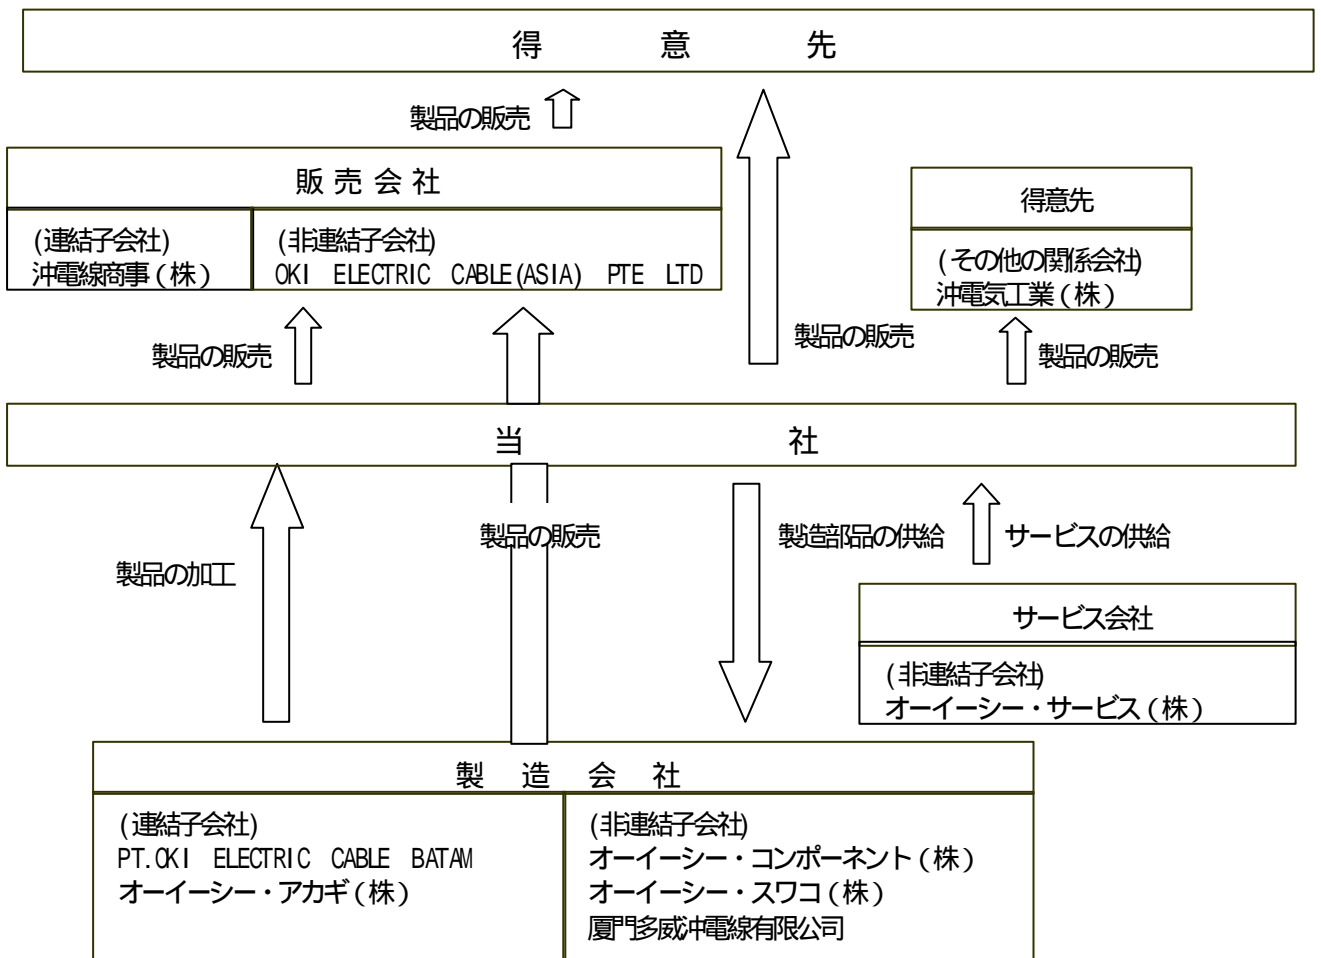 得 意 先
製品の販売
販 売 会 社
(連結子会社)
沖電線商事(株)
(非連結子会社)
OKI ELECTRIC CABLE(ASIA) PTE LTD
得意先
(その他の関係会社)
沖電気工業(株)
製品の販売
製品の販売
製品の販売
当 社
製品の加工
製品の販売
製造部品の供給
サービスの供給
サービス会社
(非連結子会社)
オーイーシー・サービス(株)
製 造 会 社
(連結子会社)
PT.OKI ELECTRIC CABLE BATAM
オーイーシー・アカギ(株)
(非連結子会社)
オーイーシー・コンポーネント(株)
オーイーシー・スワコ(株)
厦門多威沖電線有限公司